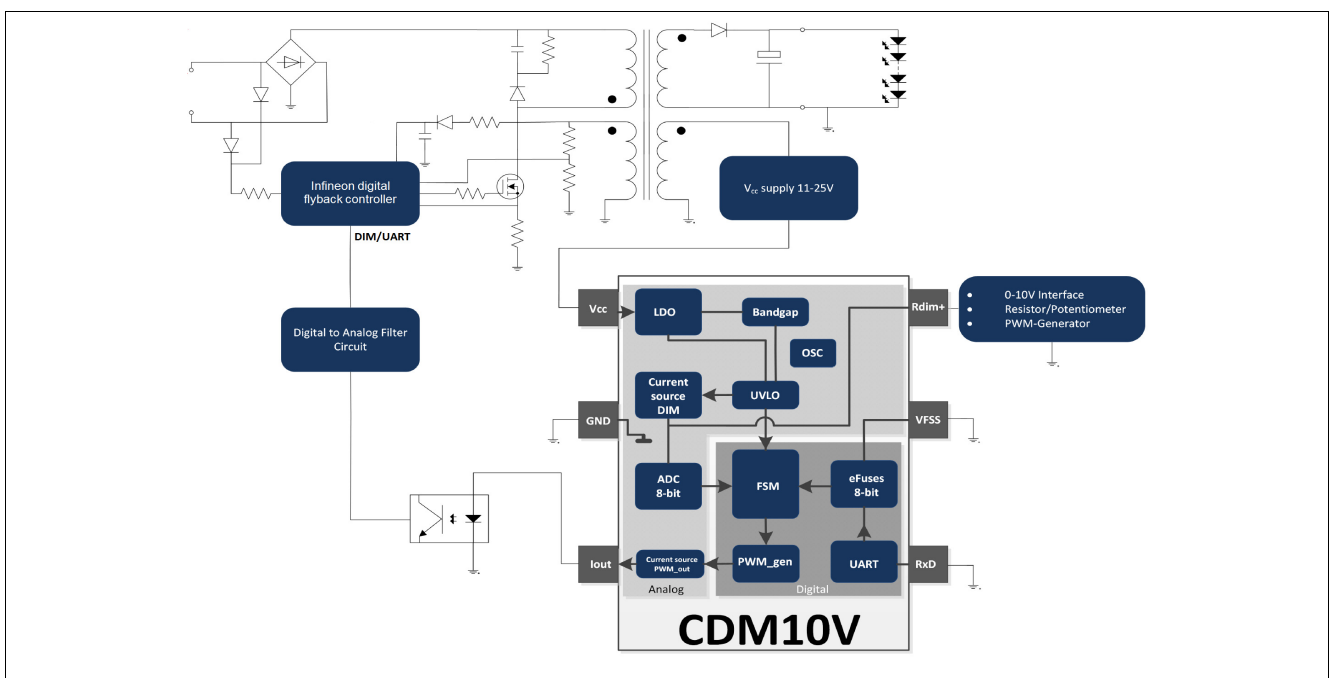 Infineon digital
flyback controller
DIM/UART
Vcc supply 11-25V
Digital to Analog Filter
Circuit
Vcc
LDO
Bandgap
OSC
Rdim+
• 0-10V Interface
• Resistor/Potentiometer
• PWM-Generator
Current
source
DIM
UVLO
GND
VFSS
ADC
8-bit
FSM
eFuses
8-bit
Iout
Current source
PWM_out
PWM_gen
UART
RxD
Analog
Digital
CDM10V